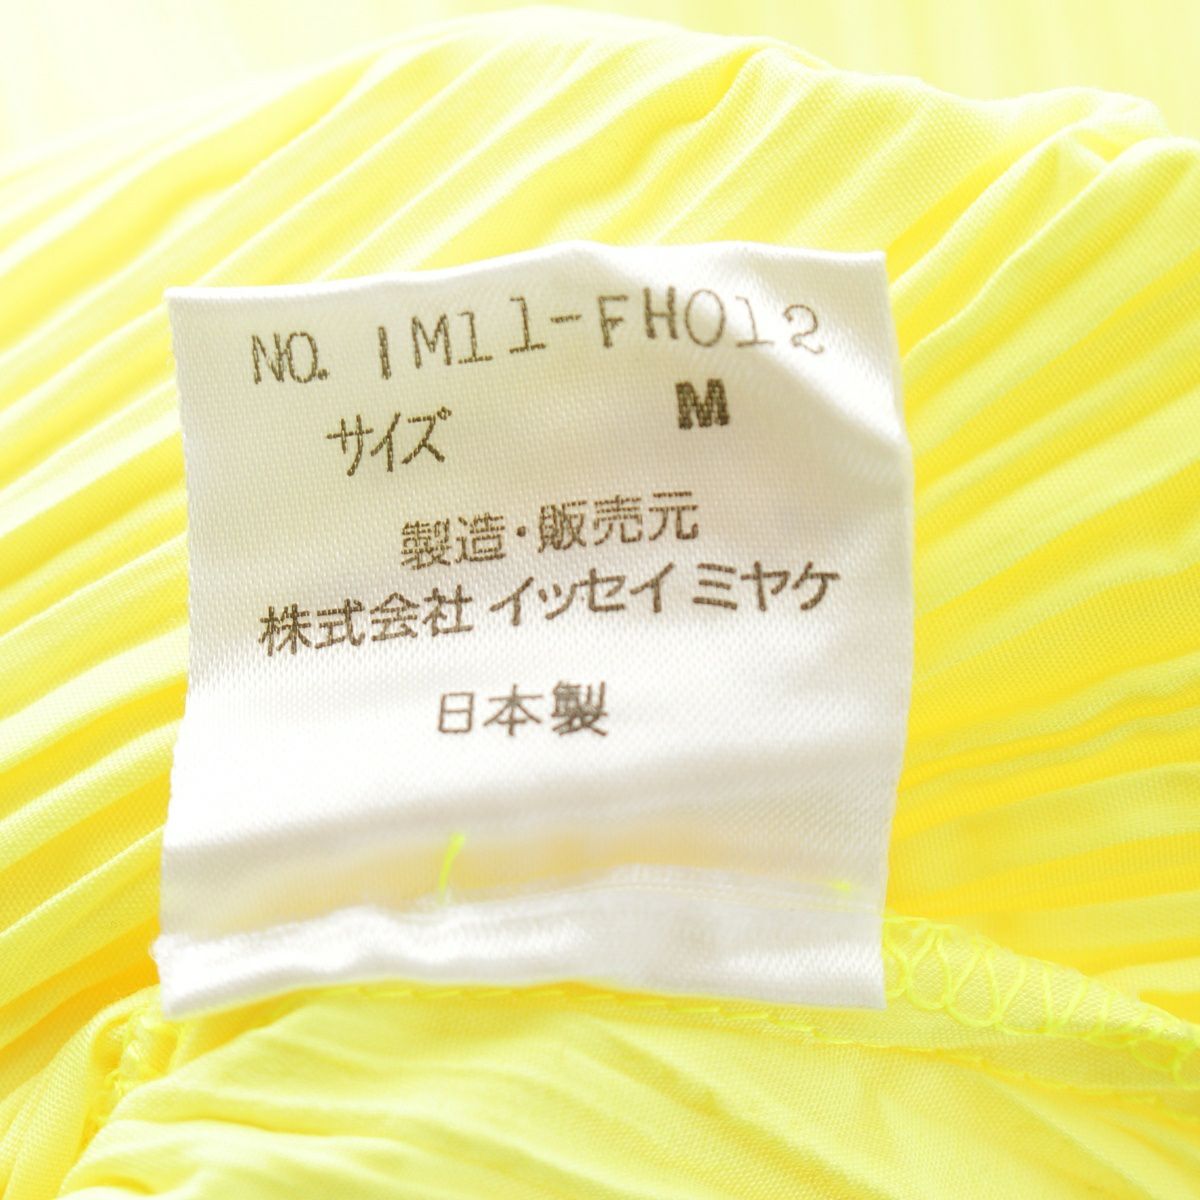 NO. IM11-FH012
サイズ M
製造・販売元
株式会社 イッセイ ミヤケ
日本製